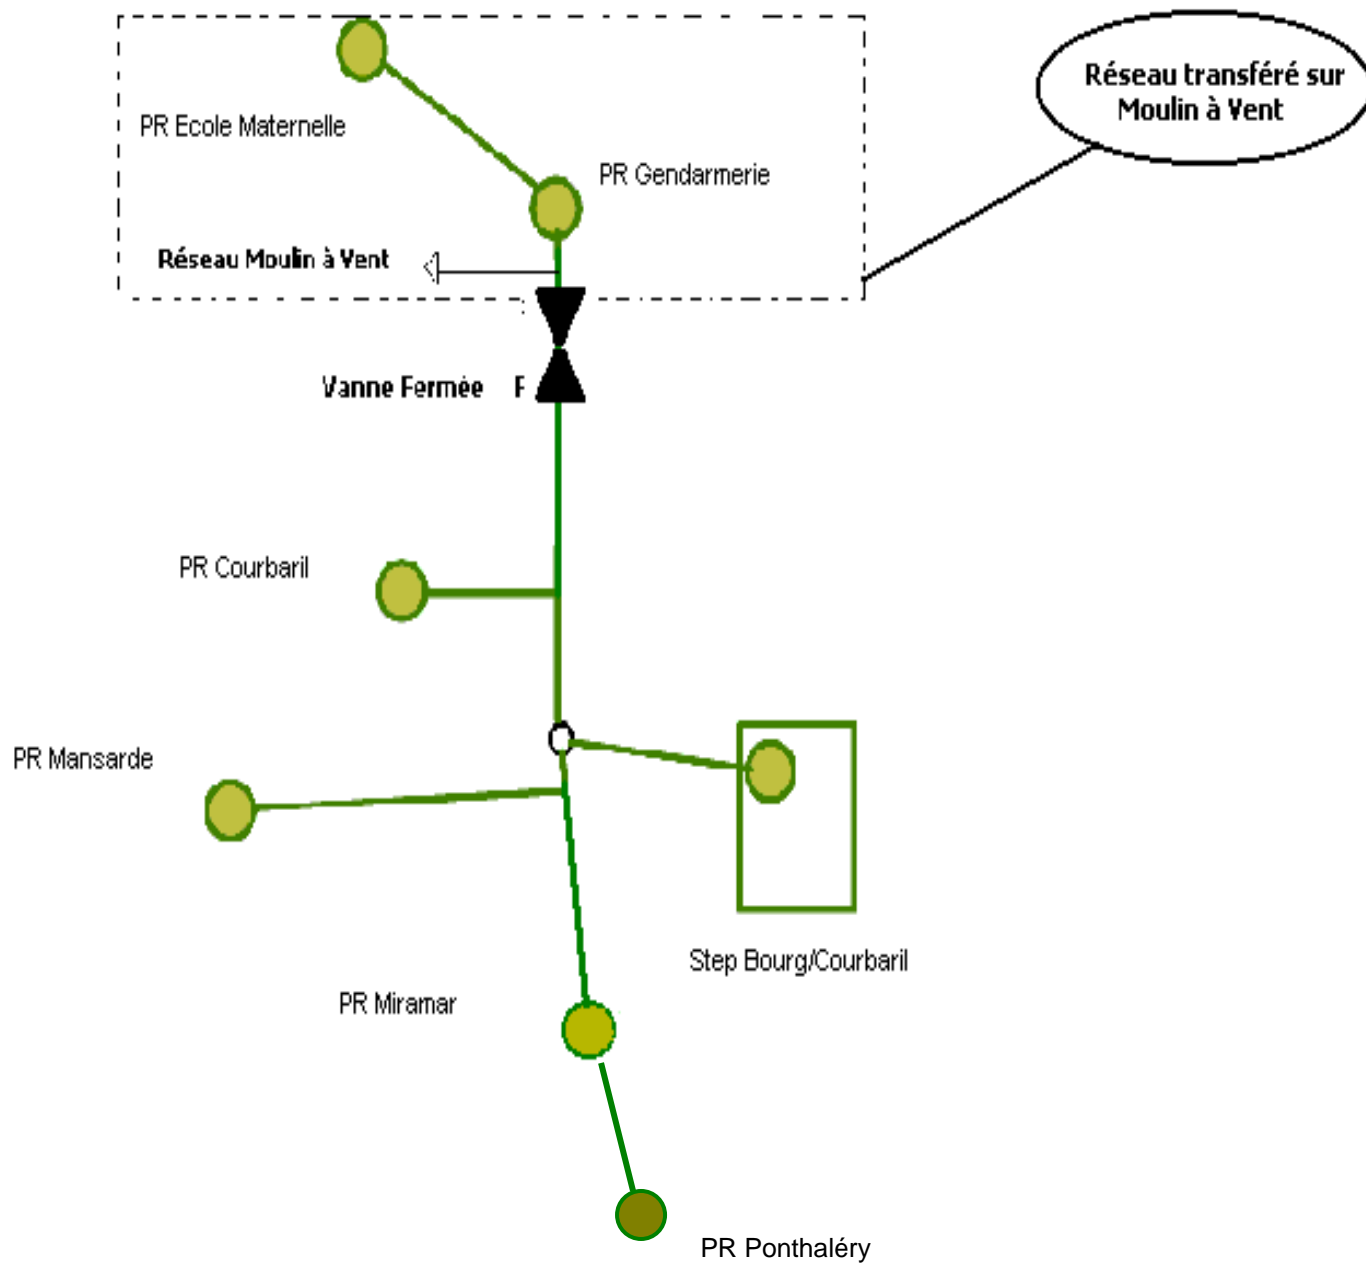 Réseau transféré sur
Moulin à Vent
PR Ecole Maternelle
PR Gendarmerie
Réseau Moulin à Vent
Vanne Fermée F
PR Courbaril
PR Mansarde
Step Bourg/Courbaril
PR Miramar
PR Ponthaléry